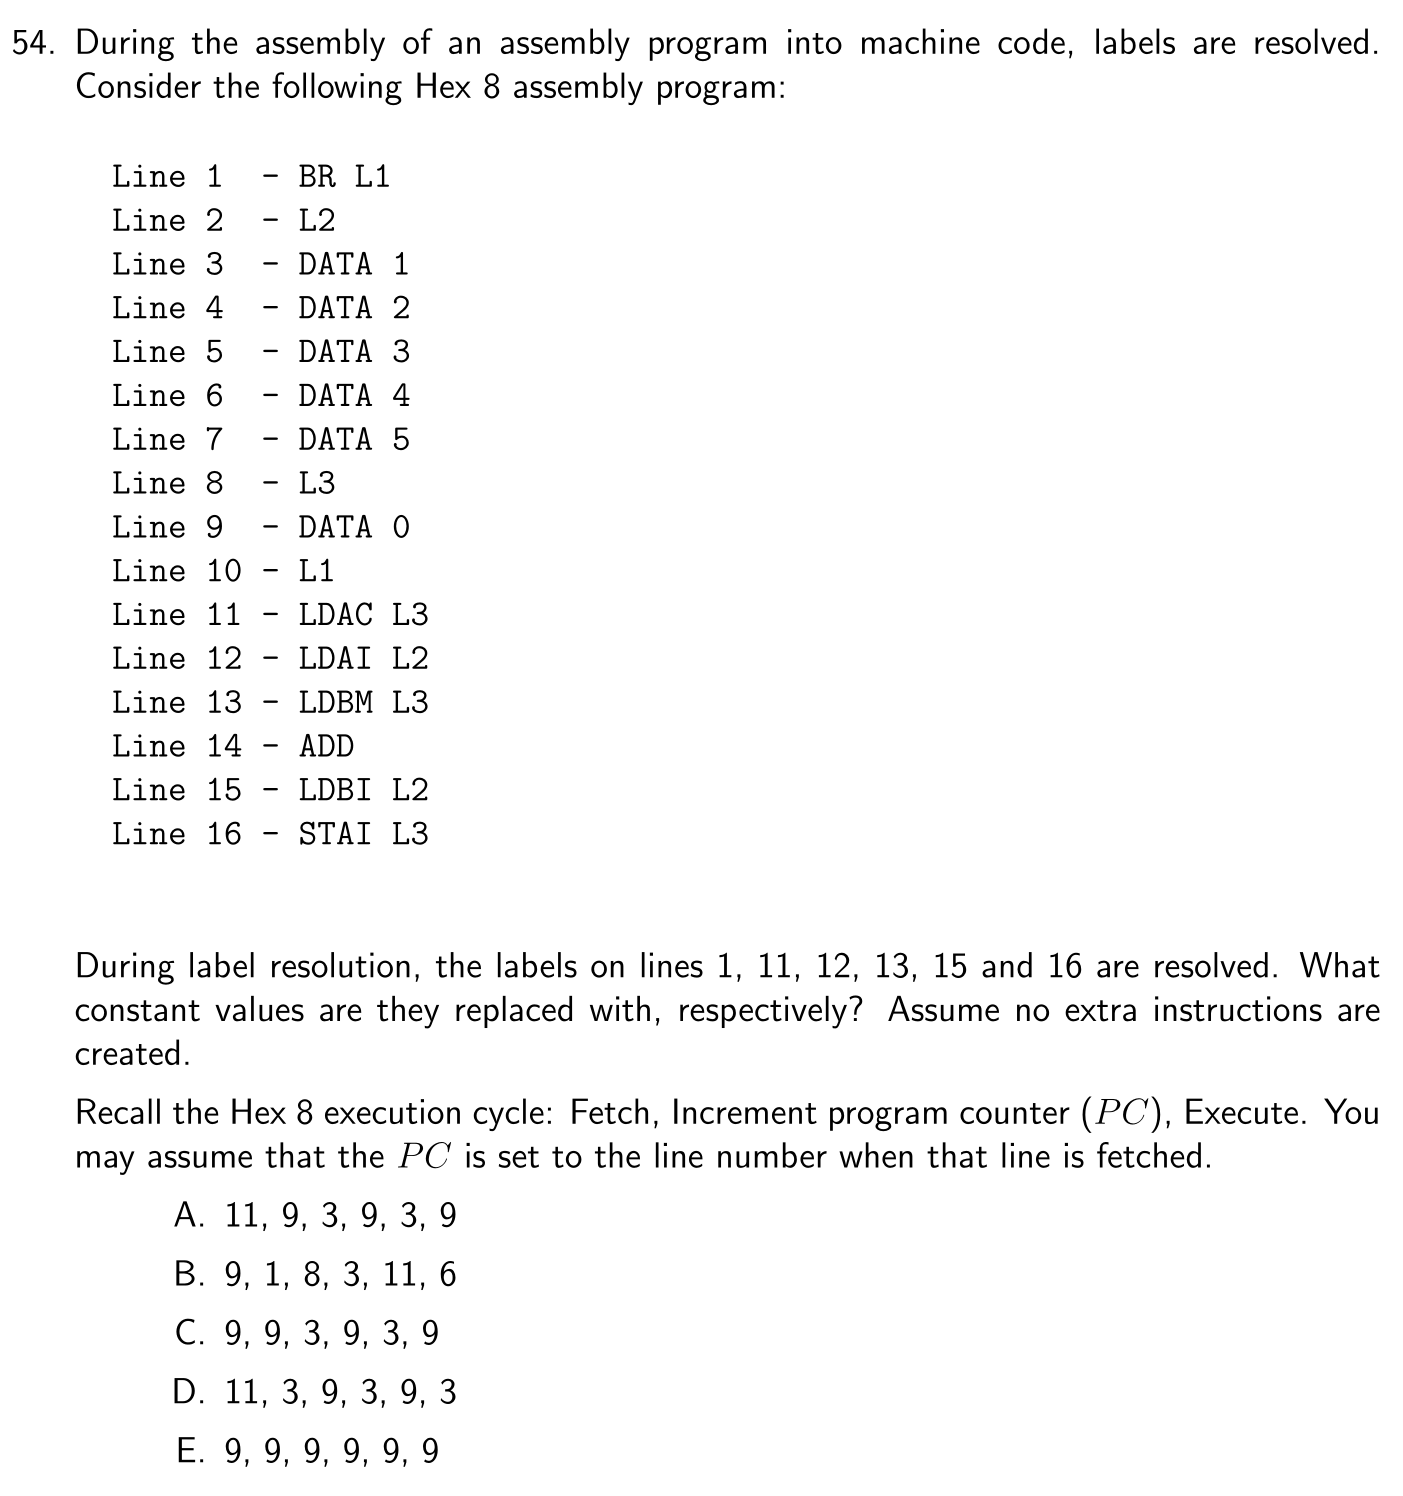 54. During the assembly of an assembly program into machine code, labels are resolved.
Consider the following Hex 8 assembly program:
Line 1 - BR L1
Line 2 - L2
Line 3 - DATA 1
Line 4 - DATA 2
Line 5 - DATA 3
Line 6 - DATA 4
Line 7 - DATA 5
Line 8 - L3
Line 9 - DATA 0
Line 10 - L1
Line 11 - LDAC L3
Line 12 - LDAI L2
Line 13 - LDBM L3
Line 14 - ADD
Line 15 - LDBI L2
Line 16 - STAI L3
During label resolution, the labels on lines 1, 11, 12, 13, 15 and 16 are resolved. What
constant values are they replaced with, respectively? Assume no extra instructions are
created.
Recall the Hex 8 execution cycle: Fetch, Increment program counter (PC), Execute. You
may assume that the PC is set to the line number when that line is fetched.
A. 11, 9, 3, 9, 3, 9
B. 9, 1, 8, 3, 11, 6
C. 9, 9, 3, 9, 3, 9
D. 11, 3, 9, 3, 9, 3
E. 9, 9, 9, 9, 9, 9